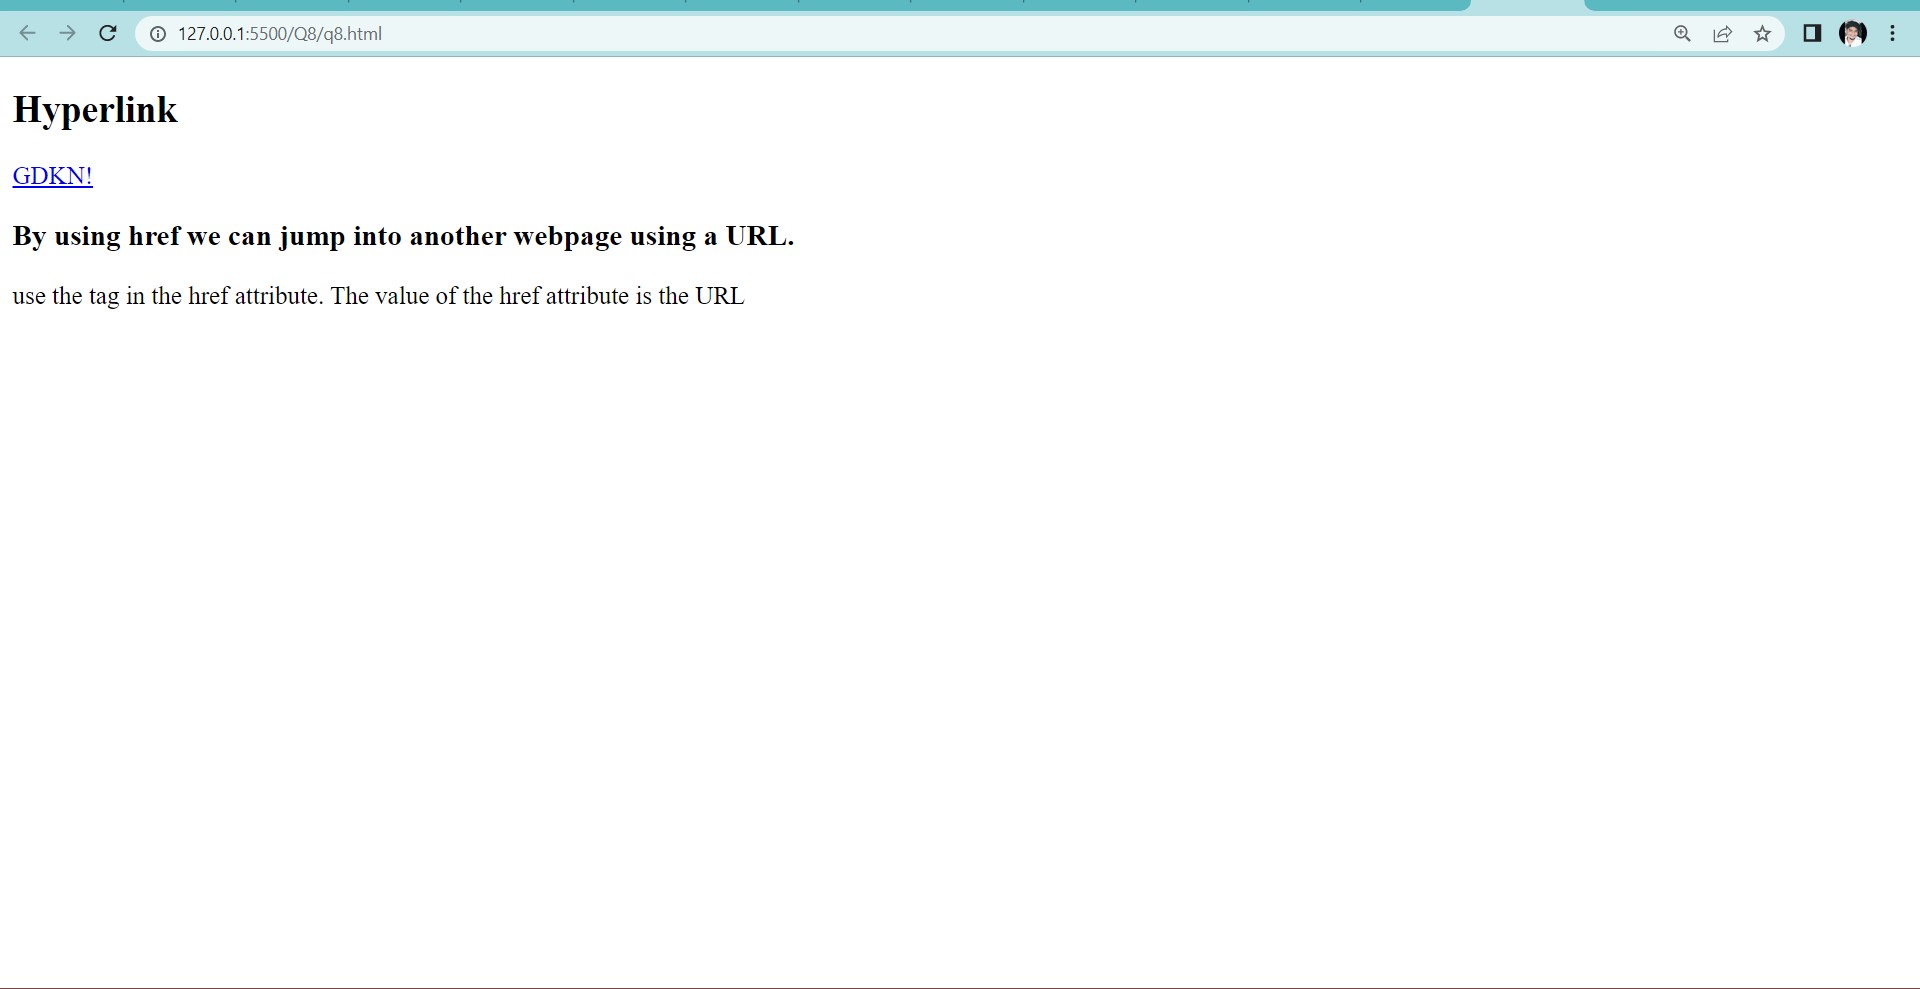 127.0.0.1:5500/Q8/q8.html
Hyperlink
GDKN!
By using href we can jump into another webpage using a URL.
use the tag in the href attribute. The value of the href attribute is the URL